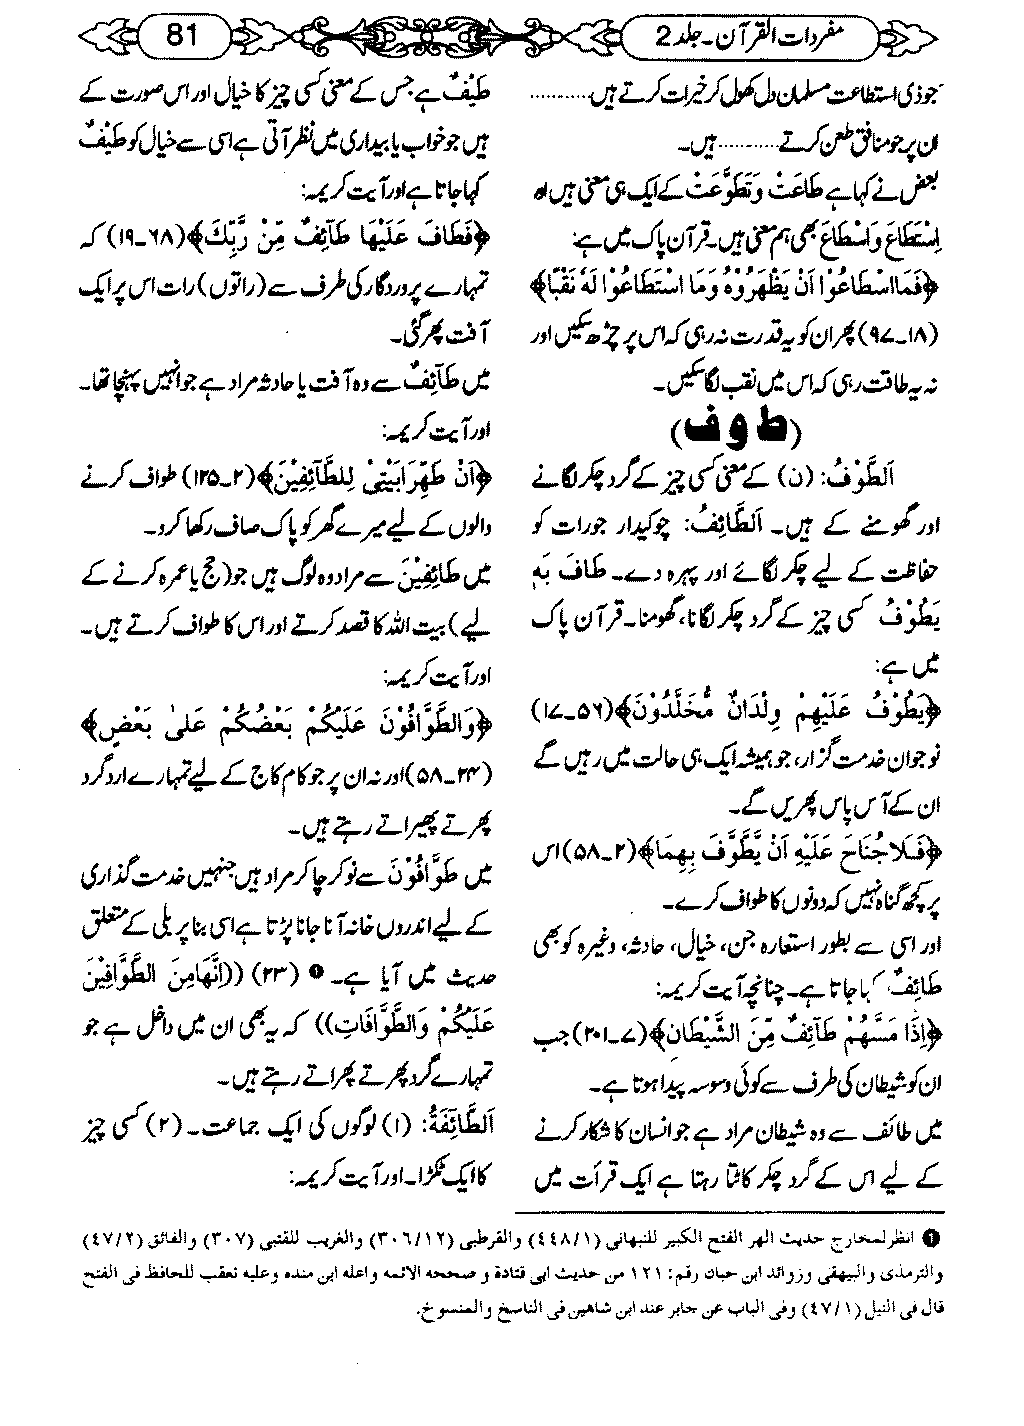 مفردات القرآن۔جلد2
81
جو ذی استطاعت مسلمان دل کھول کر خیرات کرتے ہیں..........
ان پر جو منافق طعن کرتے.......... ہیں۔
بعض نے کہا ہے طَاعَتْ وَتَطَوَّعَتْ کے ایک ہی معنی ہیں اور
اِسْتَطَاعَ وَاسْطَاعَ بھی ہم معنی ہیں۔قرآن پاک میں ہے:
﴿فَمَا اسْطَاعُوْا اَنْ یَظْهَرُوْهُ وَمَا اسْتَطَاعُوْا لَهٗ نَقْبًا﴾
(۱۸۔۹۷) پھر ان کو یہ قدرت نہ رہی کہ اس پر چڑھ سکیں اور
نہ یہ طاقت رہی کہ اس میں نقب لگا سکیں۔
(ط و ف)
اَلطَّوْفُ: (ن) کے معنی کسی چیز کے گرد چکر لگانے
اور گھومنے کے ہیں۔ اَلطَّائِفُ: چوکیدار جورات کو
حفاظت کے لیے چکر لگائے اور پہرہ دے۔ طَافَ بِهٖ
یَطُوْفُ کسی چیز کے گرد چکر لگانا، گھومنا۔قرآن پاک
میں ہے:
﴿یَطُوْفُ عَلَیْهِمْ وِلْدَانٌ مُّخَلَّدُوْنَ﴾(۵۶۔۱۷)
نوجوان خدمت گزار، جو ہمیشہ ایک ہی حالت میں رہیں گے
ان کے آس پاس پھریں گے۔
﴿فَلَا جُنَاحَ عَلَیْهِ اَنْ یَّطَّوَّفَ بِهِمَا﴾(۲۔۵۸)اس
پر کچھ گناہ نہیں کہ دونوں کا طواف کرے۔
اور اسی سے بطور استعارہ جن، خیال، حادثہ، وغیرہ کو بھی
طَائِفٌ کہا جاتا ہے۔چنانچہ آیت کریمہ:
﴿اِذَا مَسَّهُمْ طَآئِفٌ مِّنَ الشَّیْطَانِ﴾(۷۔۲۰۱)جب
ان کو شیطان کی طرف سے کوئی وسوسہ پیدا ہوتا ہے۔
میں طائف سے وہ شیطان مراد ہے جو انسان کا شکار کرنے
کے لیے اس کے گرد چکر کاٹتا رہتا ہے ایک قرأت میں
طَیْفٌ ہے جس کے معنی کسی چیز کا خیال اور اس صورت کے
ہیں جو خواب یا بیداری میں نظر آتی ہے اسی سے خیال کو طَیْفٌ
کہا جاتا ہے اور آیت کریمہ:
﴿فَطَافَ عَلَیْهَا طَآئِفٌ مِّنْ رَّبِّكَ﴾(۶۸۔۱۹) کہ
تمہارے پروردگار کی طرف سے (راتوں) رات اس پر ایک
آفت پھر گئی۔
میں طَآئِفٌ سے وہ آفت یا حادثہ مراد ہے جو انہیں پہنچا تھا۔
اور آیت کریمہ:
﴿اَنْ طَهِّرَا بَیْتِیَ لِلطَّآئِفِیْنَ﴾(۲۔۱۲۵) طواف کرنے
والوں کے لیے میرے گھر کو پاک صاف رکھا کرو۔
میں طَائِفِیْنَ سے مراد وہ لوگ ہیں جو (حج یا عمرہ کرنے کے
لیے) بیت اللہ کا قصد کرتے اور اس کا طواف کرتے ہیں۔
اور آیت کریمہ:
﴿وَالطَّوَّافُوْنَ عَلَیْكُمْ بَعْضُكُمْ عَلٰی بَعْضٍ﴾
(۲۴۔۵۸)اور نہ ان پر جو کام کاج کے لیے تمہارے اردگرد
پھرتے پھیراتے رہتے ہیں۔
میں طَوَّافُوْنَ سے نوکر چاکر مراد ہیں جنہیں خدمت گذاری
کے لیے اندروں خانہ آنا جانا پڑتا ہے اسی بنا پر بلی کے متعلق
حدیث میں آیا ہے۔❶ (۲۳) ((اِنَّهَا مِنَ الطَّوَّافِیْنَ
عَلَیْكُمْ وَالطَّوَّافَاتِ)) کہ یہ بھی ان میں داخل ہے جو
تمہارے گرد پھرتے پھراتے رہتے ہیں۔
اَلطَّائِفَةُ: (۱) لوگوں کی ایک جماعت۔ (۲) کسی چیز
کا ایک ٹکڑا۔اور آیت کریمہ:
❶ انظر لمخارج حدیث الهر الفتح الکبیر للنبهانی (۴۴۸/۱) والقرطبی (۳۰۶/۱۲) والغریب للقتبی (۳۰۷) والفائق (۴۷/۲)
والترمذی والبیهقی وزوائد ابن حبان رقم: ۱۲۱ من حدیث ابی قتادة و صححه الائمه واعله ابن منده وعلیه تعقب للحافظ فی الفتح
قال فی النیل (۴۷/۱) وفی الباب عن جابر عند ابن شاهین فی الناسخ والمنسوخ.